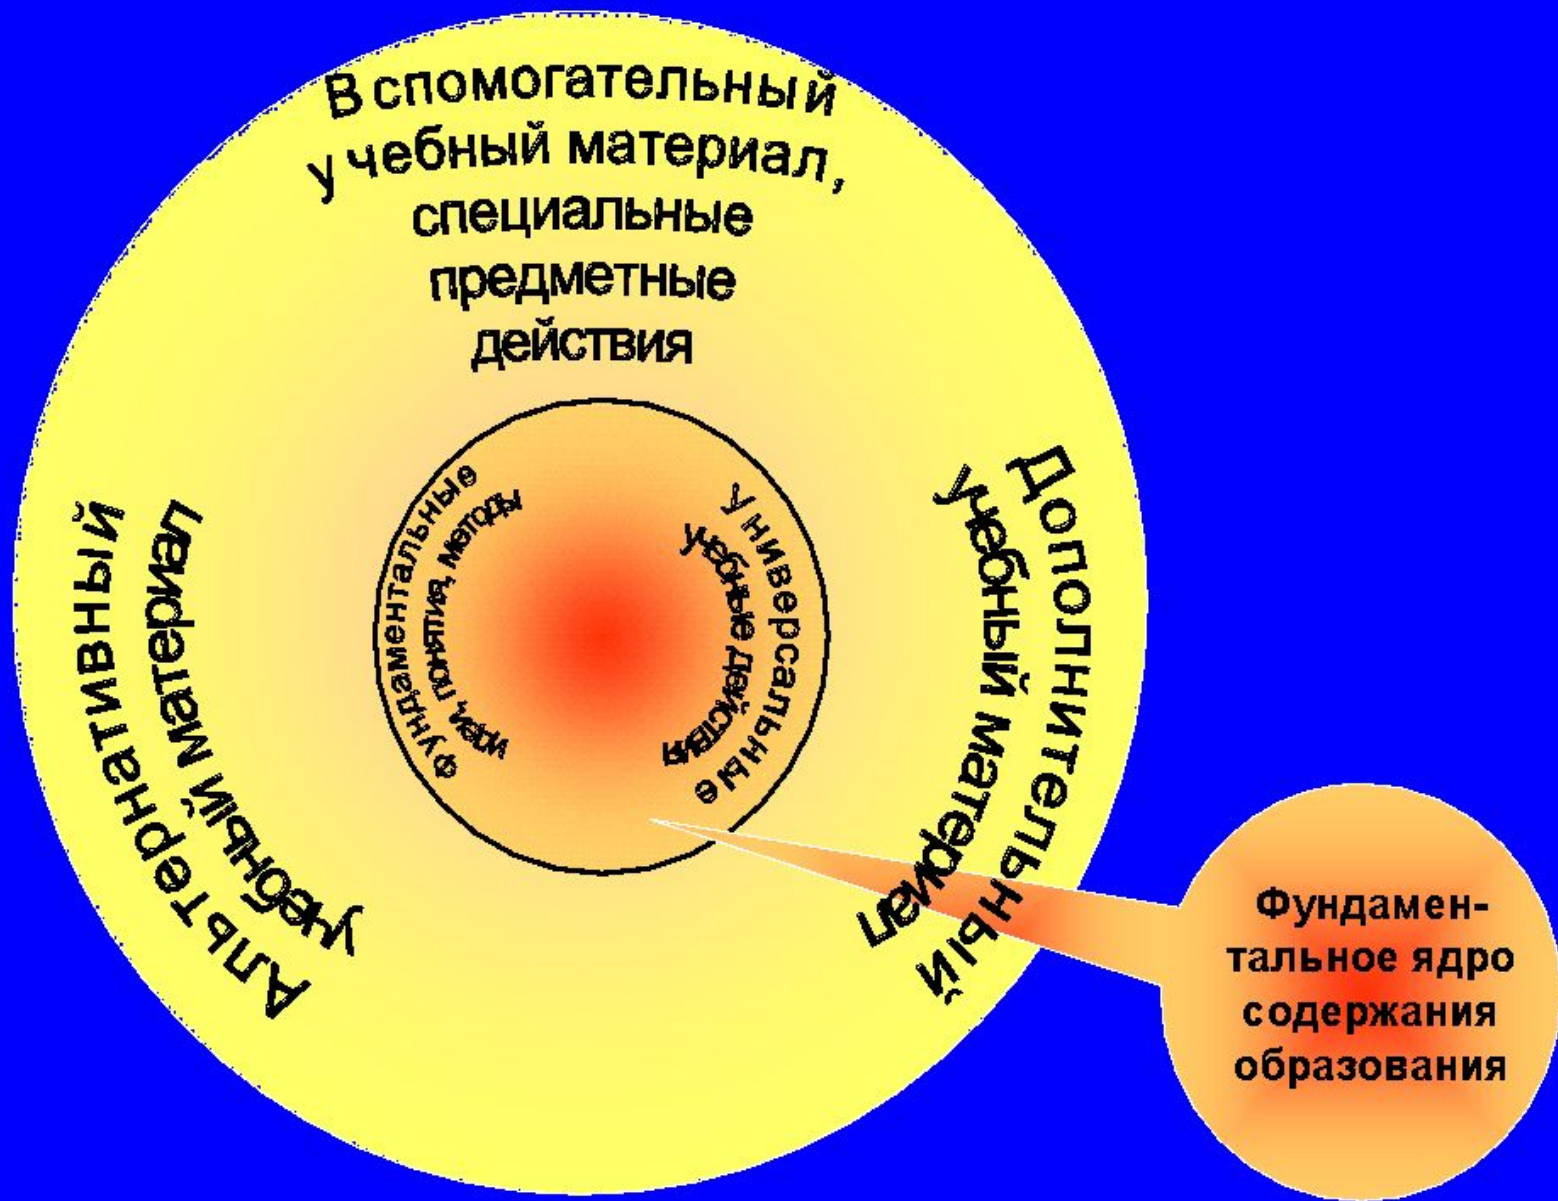 Вспомогательный
учебный материал,
специальные
предметные
действия
Альтернативный
учебный материал
Фундаментальные
идеи, понятия, методы
Универсальные
учебные действия
Дополнительный
учебный материал
Фундамен-
тальное ядро
содержания
образования